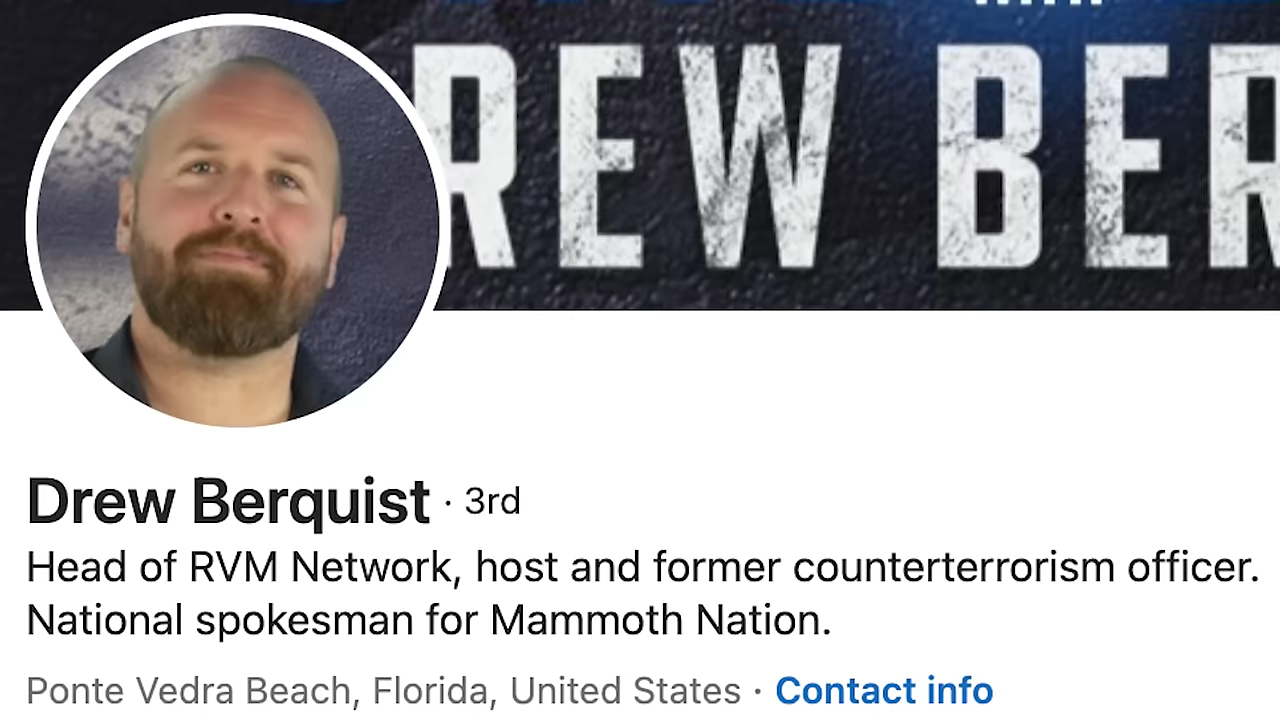 REW BER
Drew Berquist · 3rd
Head of RVM Network, host and former counterterrorism officer.
National spokesman for Mammoth Nation.
Ponte Vedra Beach, Florida, United States · Contact info